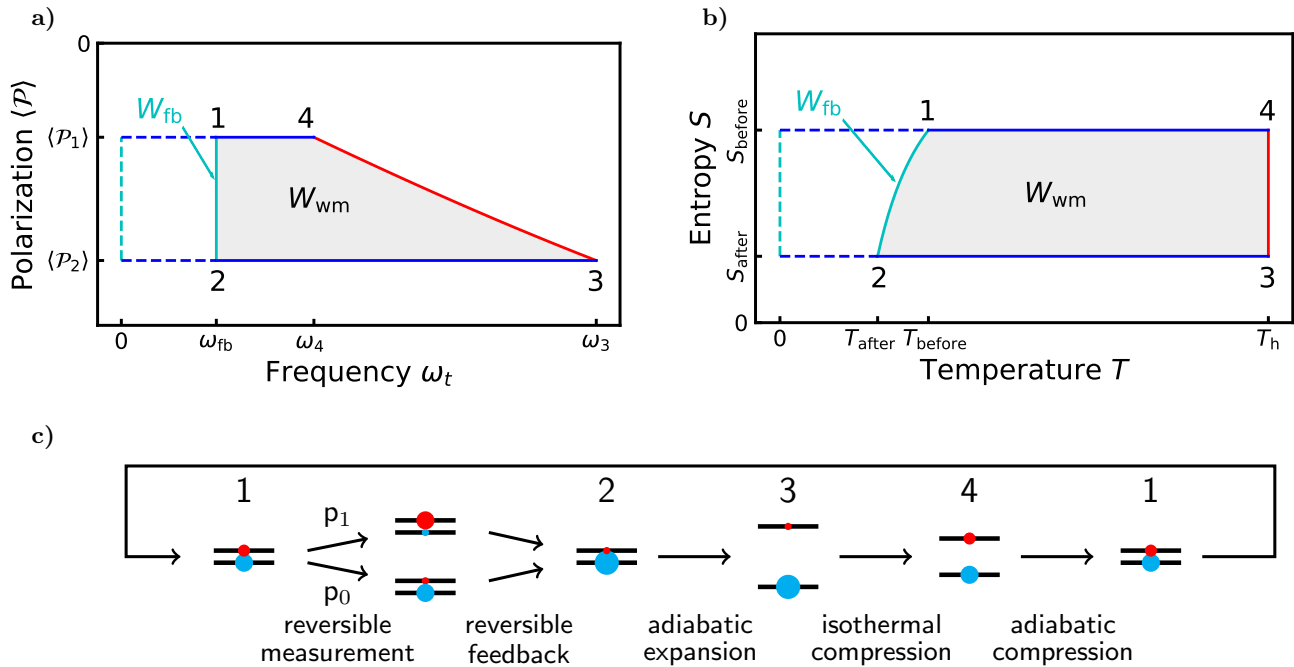 a)
0
Polarization ⟨𝒫⟩
⟨𝒫₁⟩
⟨𝒫₂⟩
W_fb
1
4
W_wm
2
3
0
ω_fb
ω₄
ω₃
Frequency ω_t
b)
Entropy S
S_before
S_after
0
W_fb
1
4
W_wm
2
3
0
T_after
T_before
T_h
Temperature T
c)
1
2
3
4
1
p₁
p₀
reversible
measurement
reversible
feedback
adiabatic
expansion
isothermal
compression
adiabatic
compression